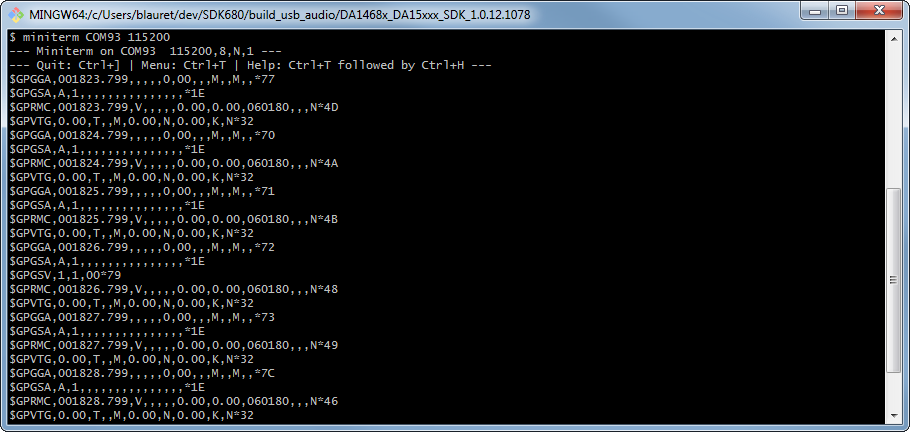 MINGW64:/c/Users/blauret/dev/SDK680/build_usb_audio/DA1468x_DA15xxx_SDK_1.0.12.1078
$ miniterm COM93 115200
--- Miniterm on COM93  115200,8,N,1 ---
--- Quit: Ctrl+] | Menu: Ctrl+T | Help: Ctrl+T followed by Ctrl+H ---
$GPGGA,001823.799,,,,,0,00,,,M,,M,,*77
$GPGSA,A,1,,,,,,,,,,,,,,,*1E
$GPRMC,001823.799,V,,,,,0.00,0.00,060180,,,N*4D
$GPVTG,0.00,T,,M,0.00,N,0.00,K,N*32
$GPGGA,001824.799,,,,,0,00,,,M,,M,,*70
$GPGSA,A,1,,,,,,,,,,,,,,,*1E
$GPRMC,001824.799,V,,,,,0.00,0.00,060180,,,N*4A
$GPVTG,0.00,T,,M,0.00,N,0.00,K,N*32
$GPGGA,001825.799,,,,,0,00,,,M,,M,,*71
$GPGSA,A,1,,,,,,,,,,,,,,,*1E
$GPRMC,001825.799,V,,,,,0.00,0.00,060180,,,N*4B
$GPVTG,0.00,T,,M,0.00,N,0.00,K,N*32
$GPGGA,001826.799,,,,,0,00,,,M,,M,,*72
$GPGSA,A,1,,,,,,,,,,,,,,,*1E
$GPGSV,1,1,00*79
$GPRMC,001826.799,V,,,,,0.00,0.00,060180,,,N*48
$GPVTG,0.00,T,,M,0.00,N,0.00,K,N*32
$GPGGA,001827.799,,,,,0,00,,,M,,M,,*73
$GPGSA,A,1,,,,,,,,,,,,,,,*1E
$GPRMC,001827.799,V,,,,,0.00,0.00,060180,,,N*49
$GPVTG,0.00,T,,M,0.00,N,0.00,K,N*32
$GPGGA,001828.799,,,,,0,00,,,M,,M,,*7C
$GPGSA,A,1,,,,,,,,,,,,,,,*1E
$GPRMC,001828.799,V,,,,,0.00,0.00,060180,,,N*46
$GPVTG,0.00,T,,M,0.00,N,0.00,K,N*32